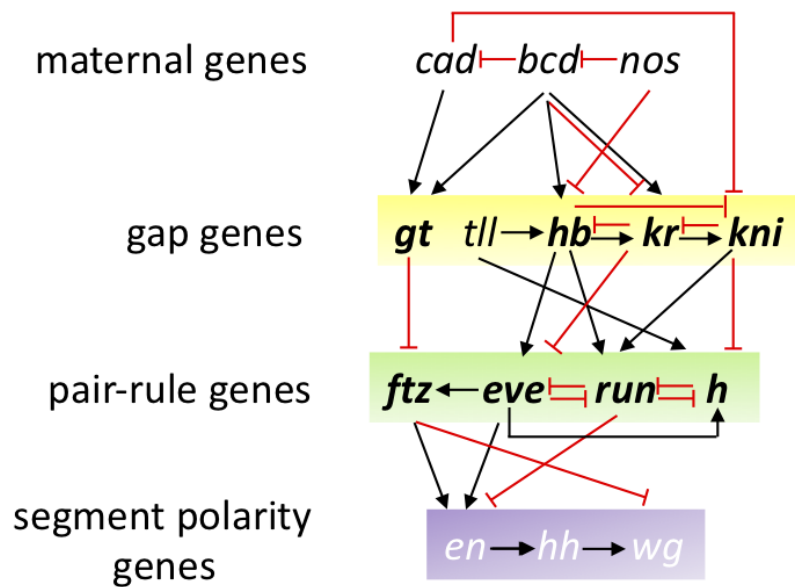 maternal genes cad bcd nos
gap genes gt tll hb kr kni
pair-rule genes ftz eve run h
segment polarity
genes
en hh wg